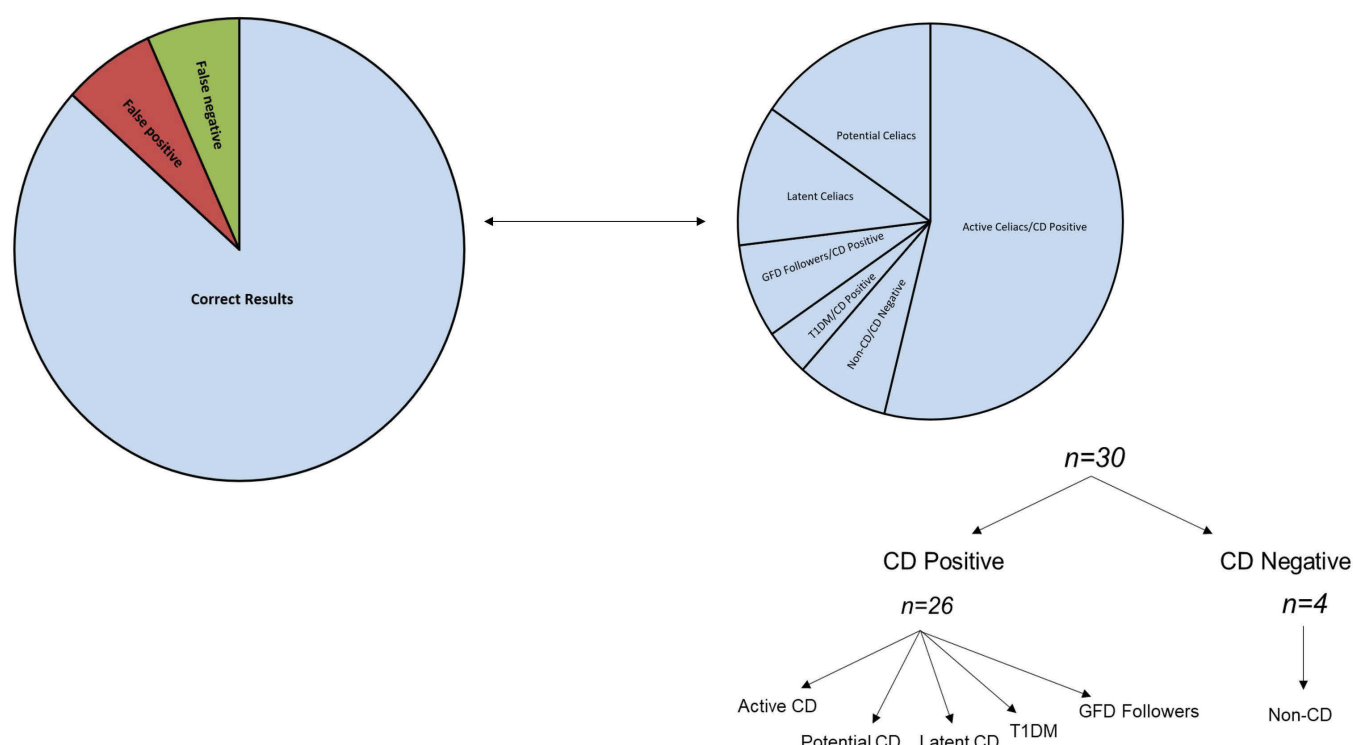 False negative
False positive
Correct Results
Potential Celiacs
Latent Celiacs
Active Celiacs/CD Positive
GFD Followers/CD Positive
T1DM/CD Positive
Non-CD/CD Negative
n=30
CD Positive
CD Negative
n=26
n=4
Active CD
Potential CD
Latent CD
T1DM
GFD Followers
Non-CD